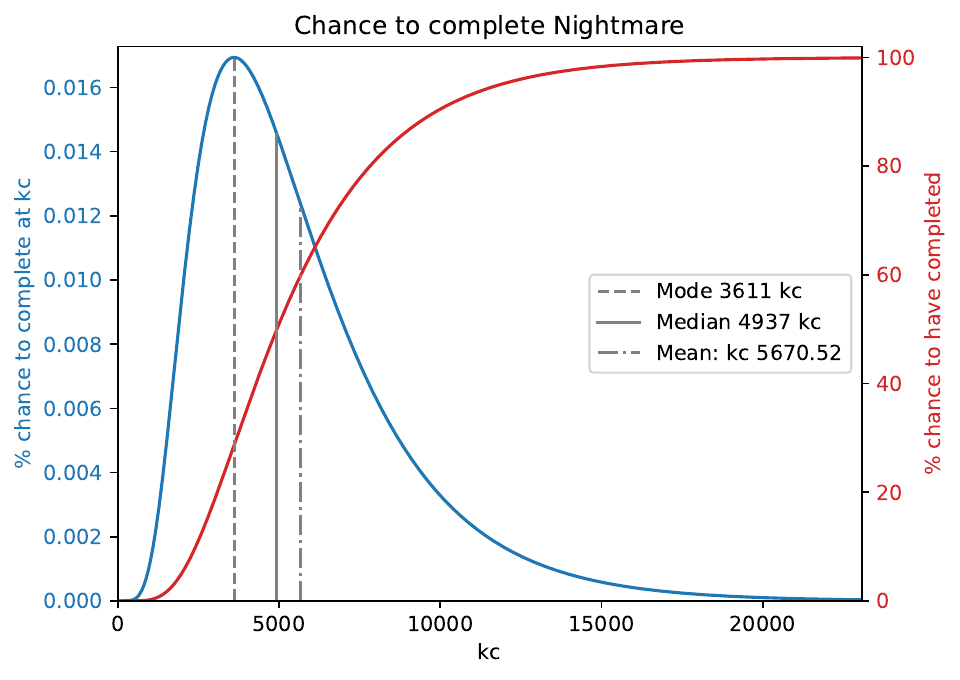 Chance to complete Nightmare
% chance to complete at kc
0.016
0.014
0.012
0.010
0.008
0.006
0.004
0.002
0.000
100
80
60
40
20
0
% chance to have completed
Mode 3611 kc
Median 4937 kc
Mean: kc 5670.52
0 5000 10000 15000 20000
kc